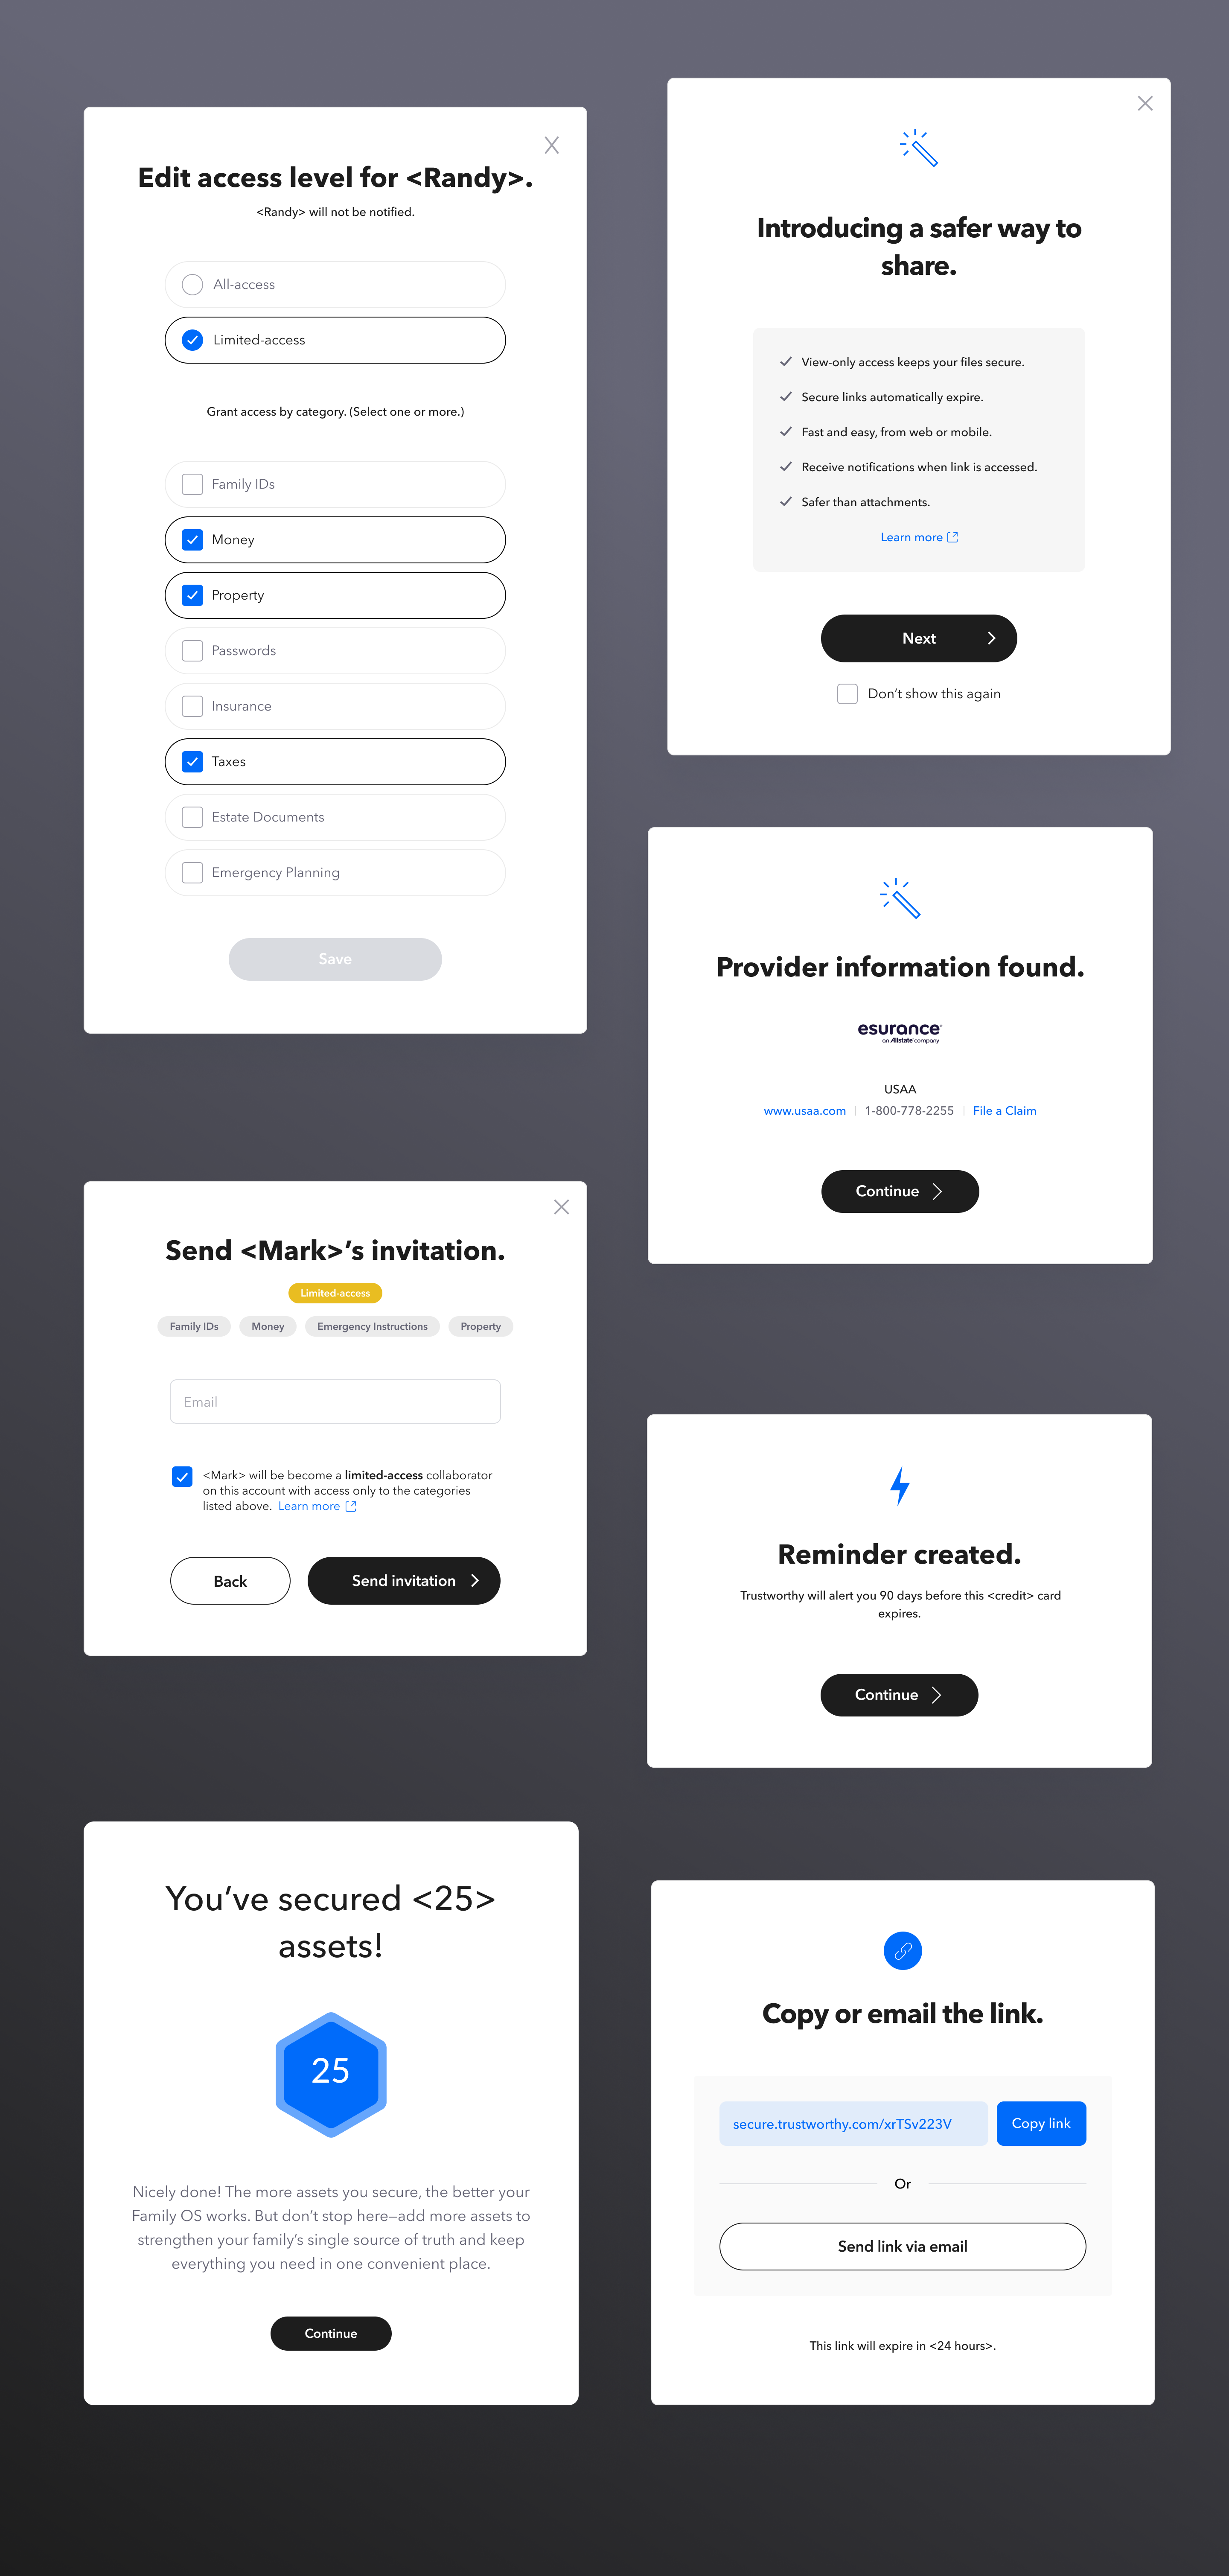 X
Edit access level for <Randy>.
<Randy> will not be notified.
All-access
Limited-access
Grant access by category. (Select one or more.)
Family IDs
Money
Property
Passwords
Insurance
Taxes
Estate Documents
Emergency Planning
Save
Introducing a safer way to
share.
View-only access keeps your files secure.
Secure links automatically expire.
Fast and easy, from web or mobile.
Receive notifications when link is accessed.
Safer than attachments.
Learn more
Next
Don't show this again
Provider information found.
esurance
an Allstate company
USAA
www.usaa.com | 1-800-778-2255 | File a Claim
Continue
Send <Mark>'s invitation.
Limited-access
Family IDs Money Emergency Instructions Property
Email
<Mark> will be become a limited-access collaborator
on this account with access only to the categories
listed above. Learn more
Back Send invitation
Reminder created.
Trustworthy will alert you 90 days before this <credit> card
expires.
Continue
You've secured <25>
assets!
25
Nicely done! The more assets you secure, the better your
Family OS works. But don't stop here—add more assets to
strengthen your family's single source of truth and keep
everything you need in one convenient place.
Continue
Copy or email the link.
secure.trustworthy.com/xrTSv223V Copy link
Or
Send link via email
This link will expire in <24 hours>.